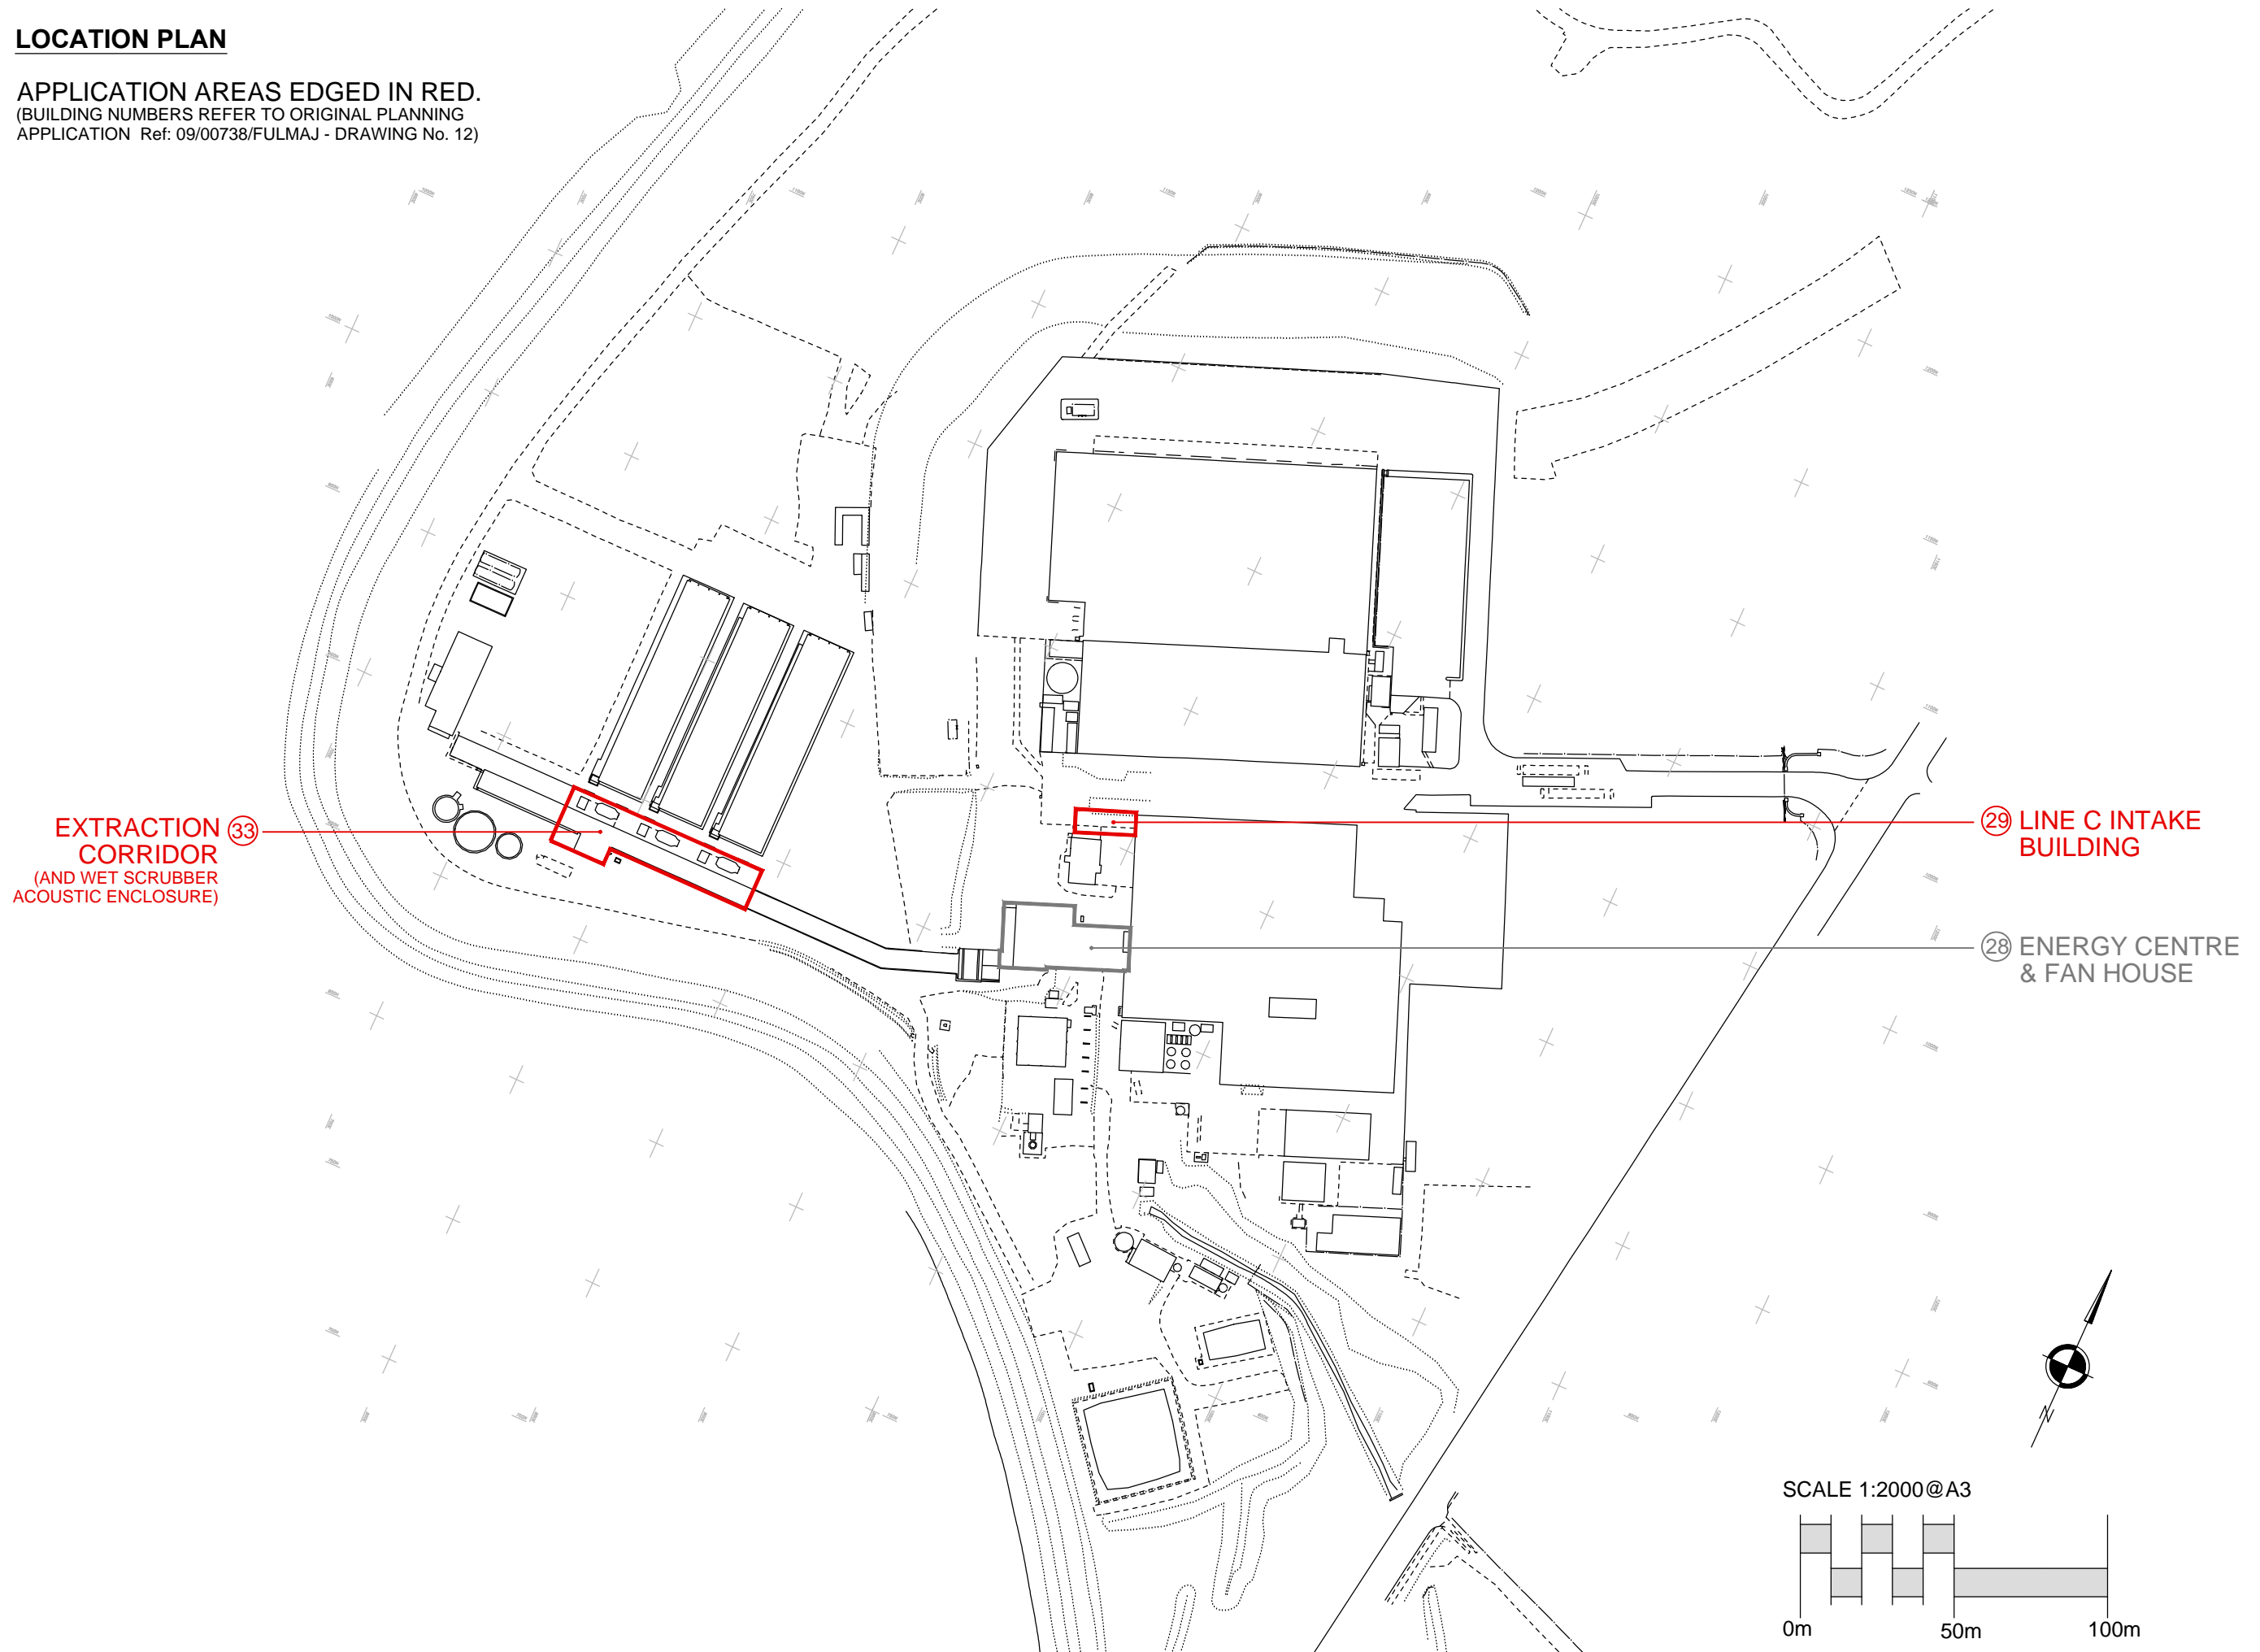 LOCATION PLAN
APPLICATION AREAS EDGED IN RED.
(BUILDING NUMBERS REFER TO ORIGINAL PLANNING
APPLICATION Ref: 09/00738/FULMAJ - DRAWING No. 12)
EXTRACTION 33
CORRIDOR
(AND WET SCRUBBER
ACOUSTIC ENCLOSURE)
29 LINE C INTAKE
BUILDING
28 ENERGY CENTRE
& FAN HOUSE
N
SCALE 1:2000@A3
0m 50m 100m